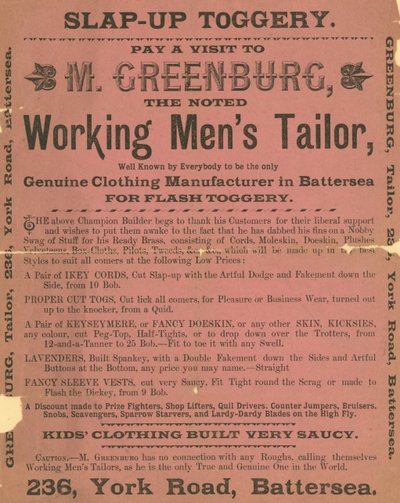 SLAP-UP TOGGERY.
PAY A VISIT TO
M. GREENBURG,
THE NOTED
Working Men's Tailor,
Well Known by Everybody to be the only
Genuine Clothing Manufacturer in Battersea
FOR FLASH TOGGERY.
THE above Champion Builder begs to thank his Customers for their liberal support
and wishes to put them awake to the fact that he has dabbed his fins on a Nobby
Swag of Stuff for his Ready Brass, consisting of Cords, Moleskin, Doeskin, Plushes
Velveteens, Box Cloths, Pilots, Tweeds, &c., &c., which will be made up in the best
Styles to suit all comers at the following Low Prices:
A Pair of IKEY CORDS, Cut Slap-up with the Artful Dodge and Fakement down the
Side, from 10 Bob.
PROPER CUT TOGS, Cut lick all comers, for Pleasure or Business Wear, turned out
up to the knocker, from a Quid.
A Pair of KEYSEYMERE, or FANCY DOESKIN, or any other SKIN, KICKSIES,
any colour, cut Peg-Top, Half-Tights, or to drop down over the Trotters, from
12-and-a-Tanner to 25 Bob.—Fit to toe it with any Swell.
LAVENDERS, Built Spankey, with a Double Fakement down the Sides and Artful
Buttons at the Bottom, any price you may name.—Straight
FANCY SLEEVE VESTS, cut very Saucy, Fit Tight round the Scrag or made to
Flash the Dickey, from 9 Bob.
A Discount made to Prize Fighters, Shop Lifters, Quill Drivers, Counter Jumpers, Bruisers,
Snobs, Scavengers, Sparrow Starvers, and Lardy-Dardy Blades on the High Fly.
KIDS' CLOTHING BUILT VERY SAUCY.
CAUTION.—M. GREENBURG has no connection with any Roughs, calling themselves
Working Men's Tailors, as he is the only True and Genuine One in the World.
236, York Road, Battersea.
GREENBURG, Tailor, 236, York Road, Battersea.
GREENBURG, Tailor, 236, York Road, Battersea.